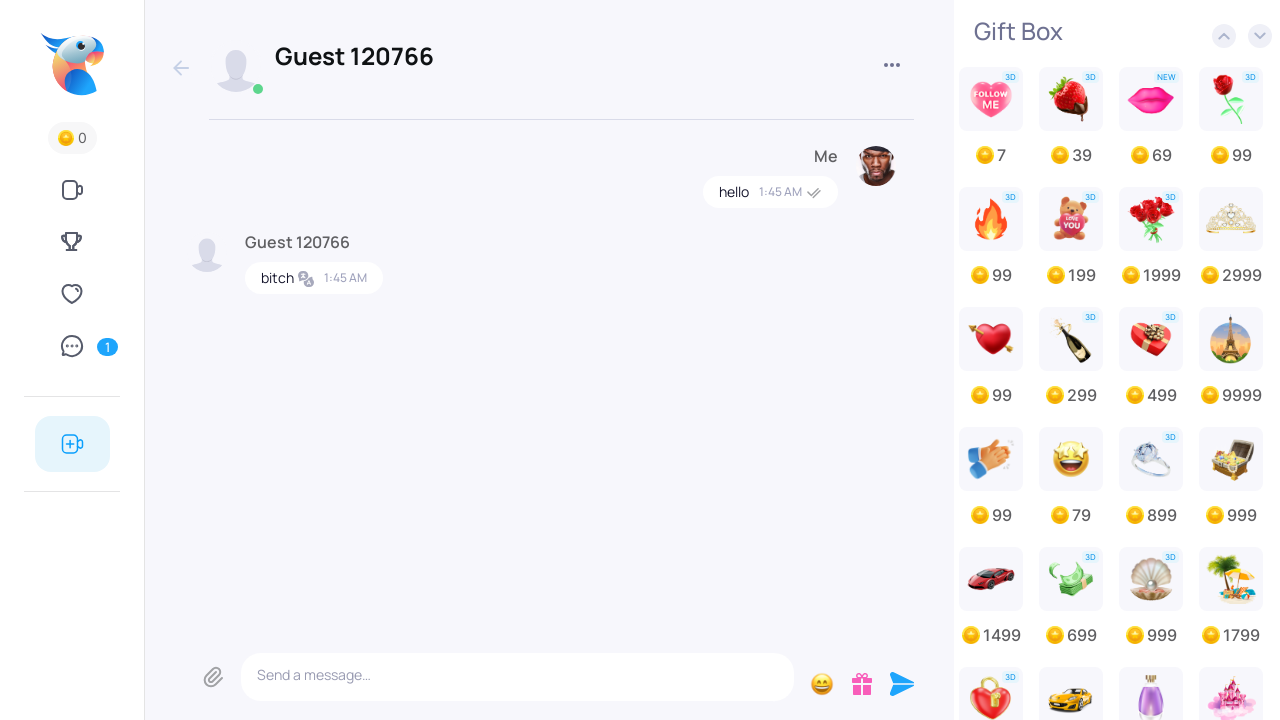 Guest 120766
Gift Box
0
1
Me
hello 1:45 AM
Guest 120766
bitch 1:45 AM
Send a message...
3D 3D NEW 3D
FOLLOW
ME
7 39 69 99
3D 3D 3D
LOVE
YOU
99 199 1999 2999
3D 3D
99 299 499 9999
3D
99 79 899 999
3D 3D
1499 699 999 1799
3D